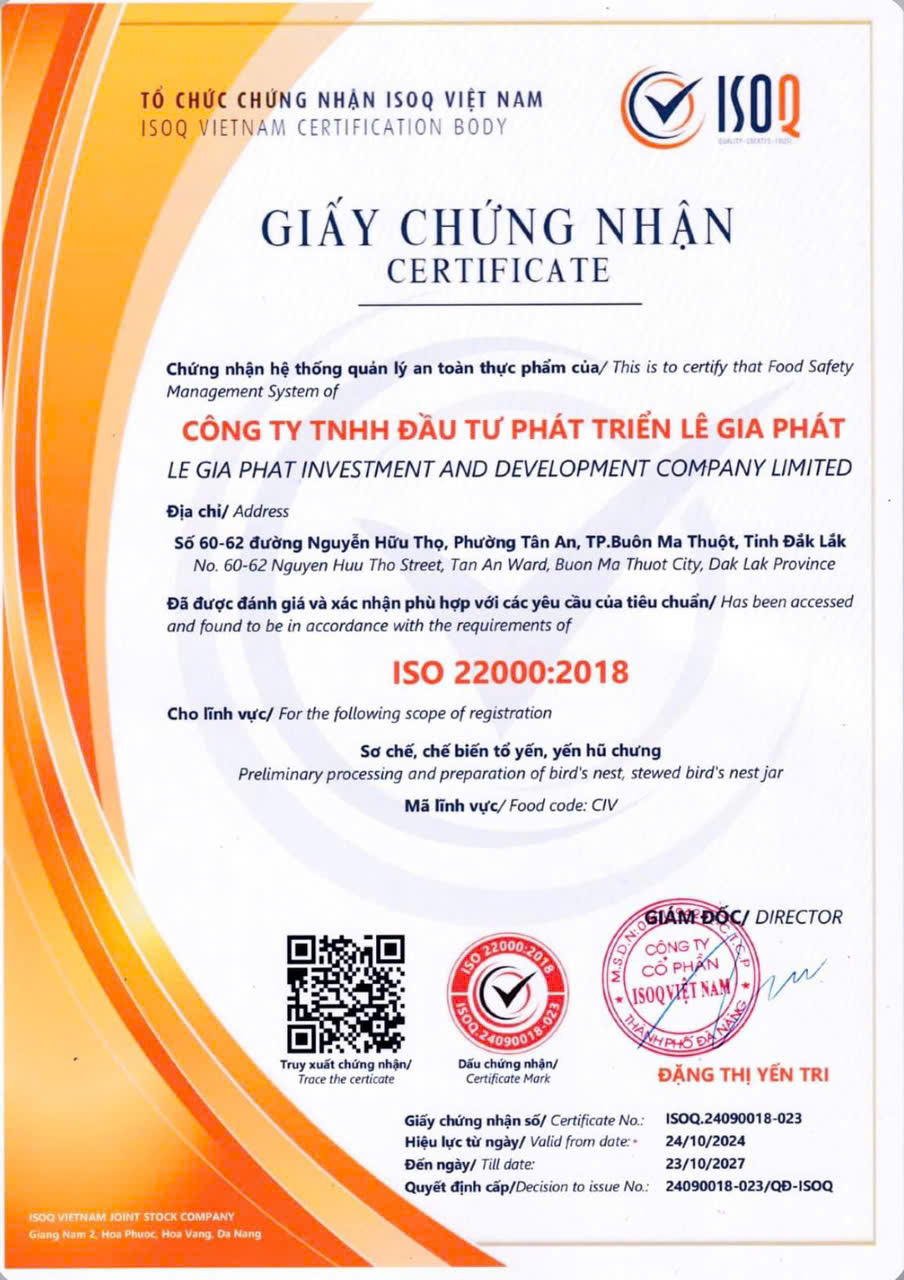 TỔ CHỨC CHỨNG NHẬN ISOQ VIỆT NAM
ISOQ VIETNAM CERTIFICATION BODY
ISOQ
GIẤY CHỨNG NHẬN
CERTIFICATE
Chứng nhận hệ thống quản lý an toàn thực phẩm của/ This is to certify that Food Safety
Management System of
CÔNG TY TNHH ĐẦU TƯ PHÁT TRIỂN LÊ GIA PHÁT
LE GIA PHAT INVESTMENT AND DEVELOPMENT COMPANY LIMITED
Địa chỉ/ Address
Số 60-62 đường Nguyễn Hữu Thọ, Phường Tân An, TP.Buôn Ma Thuột, Tỉnh Đắk Lắk
No. 60-62 Nguyen Huu Tho Street, Tan An Ward, Buon Ma Thuot City, Dak Lak Province
Đã được đánh giá và xác nhận phù hợp với các yêu cầu của tiêu chuẩn/ Has been accessed
and found to be in accordance with the requirements of
ISO 22000:2018
Cho lĩnh vực/ For the following scope of registration
Sơ chế, chế biến tổ yến, yến hũ chưng
Preliminary processing and preparation of bird's nest, stewed bird's nest jar
Mã lĩnh vực/ Food code: CIV
GIÁM ĐỐC/ DIRECTOR
CÔNG TY
CỔ PHẦN
ISOQ VIỆT NAM
THÀNH PHỐ ĐÀ NẴNG
ISO 22000:2018
ISOQ.24090018-023
Truy xuất chứng nhận/
Trace the certicate
Dấu chứng nhận/
Certificate Mark
ĐẶNG THỊ YẾN TRI
Giấy chứng nhận số/ Certificate No.: ISOQ.24090018-023
Hiệu lực từ ngày/ Valid from date: 24/10/2024
Đến ngày/ Till date: 23/10/2027
Quyết định cấp/Decision to issue No.: 24090018-023/QĐ-ISOQ
ISOQ VIETNAM JOINT STOCK COMPANY
Giang Nam 2, Hoa Phuoc, Hoa Vang, Da Nang